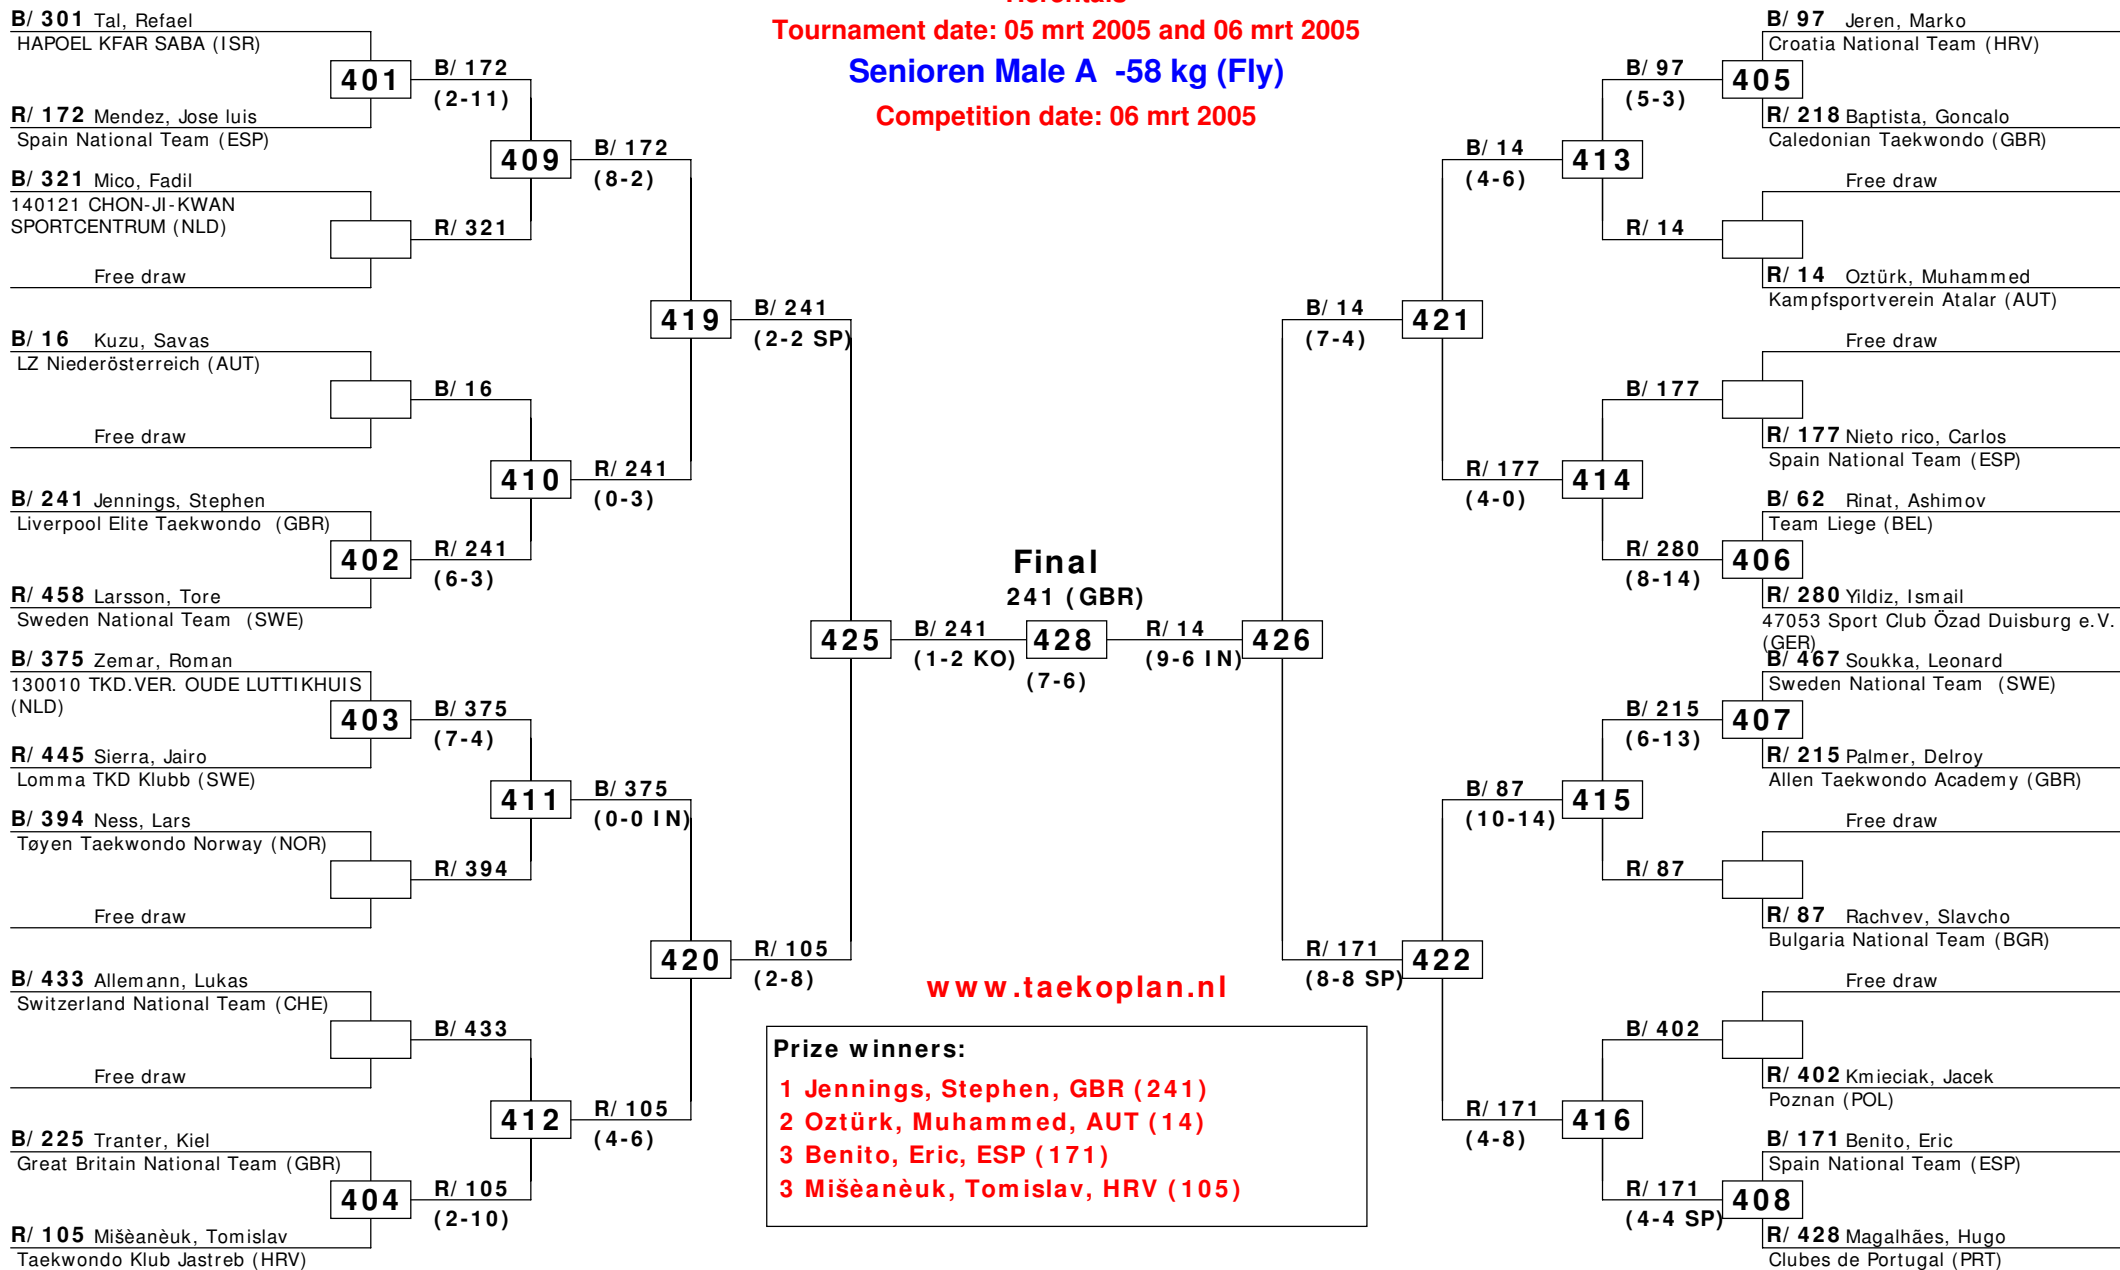 Herentals
Tournament date: 05 mrt 2005 and 06 mrt 2005
Senioren Male A -58 kg (Fly)
Competition date: 06 mrt 2005
B/ 301 Tal, Refael
HAPOEL KFAR SABA (ISR)
401
B/ 172
(2-11)
R/ 172 Mendez, Jose luis
Spain National Team (ESP)
409
B/ 172
(8-2)
B/ 321 Mico, Fadil
140121 CHON-JI-KWAN
SPORTCENTRUM (NLD)
R/ 321
Free draw
419
B/ 241
(2-2 SP)
B/ 16 Kuzu, Savas
LZ Niederösterreich (AUT)
B/ 16
Free draw
410
R/ 241
(0-3)
B/ 241 Jennings, Stephen
Liverpool Elite Taekwondo (GBR)
402
R/ 241
(6-3)
R/ 458 Larsson, Tore
Sweden National Team (SWE)
425
B/ 241
(1-2 KO)
B/ 375 Zemar, Roman
130010 TKD.VER. OUDE LUTTIKHUIS
(NLD)
403
B/ 375
(7-4)
R/ 445 Sierra, Jairo
Lomma TKD Klubb (SWE)
411
B/ 375
(0-0 IN)
B/ 394 Ness, Lars
Tøyen Taekwondo Norway (NOR)
R/ 394
Free draw
420
R/ 105
(2-8)
B/ 433 Allemann, Lukas
Switzerland National Team (CHE)
B/ 433
Free draw
412
R/ 105
(4-6)
B/ 225 Tranter, Kiel
Great Britain National Team (GBR)
404
R/ 105
(2-10)
R/ 105 Mišèanèuk, Tomislav
Taekwondo Klub Jastreb (HRV)
Final
241 (GBR)
428
(7-6)
R/ 14
(9-6 IN)
426
B/ 97 Jeren, Marko
Croatia National Team (HRV)
B/ 97
(5-3)
405
R/ 218 Baptista, Goncalo
Caledonian Taekwondo (GBR)
B/ 14
(4-6)
413
Free draw
R/ 14
R/ 14 Oztürk, Muhammed
Kampfsportverein Atalar (AUT)
B/ 14
(7-4)
421
Free draw
B/ 177
R/ 177 Nieto rico, Carlos
Spain National Team (ESP)
R/ 177
(4-0)
414
B/ 62 Rinat, Ashimov
Team Liege (BEL)
R/ 280
(8-14)
406
R/ 280 Yildiz, Ismail
47053 Sport Club Özad Duisburg e.V.
(GER)
B/ 467 Soukka, Leonard
Sweden National Team (SWE)
B/ 215
(6-13)
407
R/ 215 Palmer, Delroy
Allen Taekwondo Academy (GBR)
B/ 87
(10-14)
415
Free draw
R/ 87
R/ 87 Rachvev, Slavcho
Bulgaria National Team (BGR)
R/ 171
(8-8 SP)
422
Free draw
B/ 402
R/ 402 Kmieciak, Jacek
Poznan (POL)
R/ 171
(4-8)
416
B/ 171 Benito, Eric
Spain National Team (ESP)
R/ 171
(4-4 SP)
408
R/ 428 Magalhães, Hugo
Clubes de Portugal (PRT)
www.taekoplan.nl
Prize winners:
1 Jennings, Stephen, GBR (241)
2 Oztürk, Muhammed, AUT (14)
3 Benito, Eric, ESP (171)
3 Mišèanèuk, Tomislav, HRV (105)